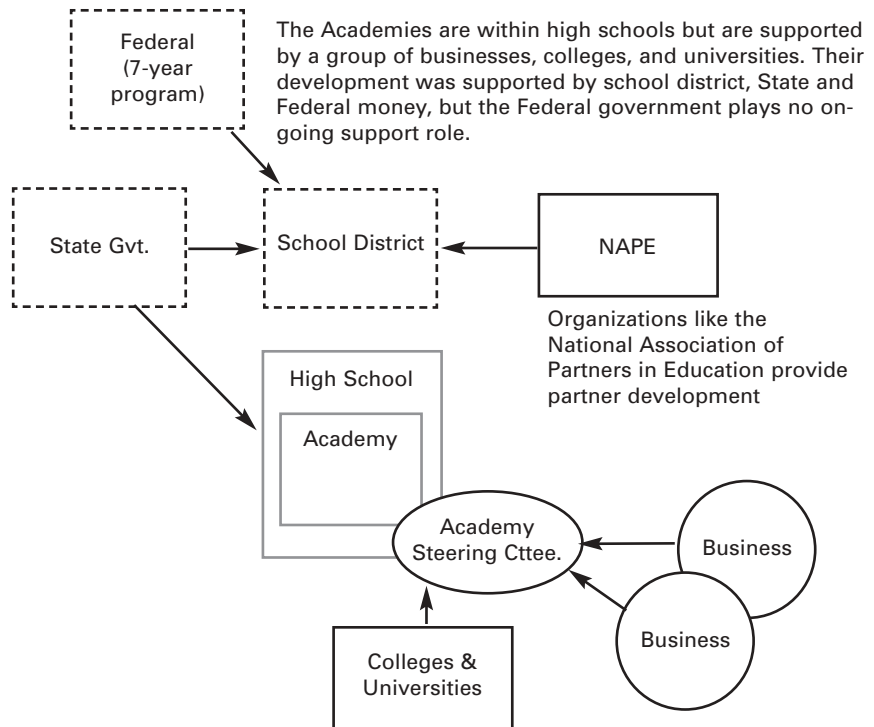 Federal
(7-year
program)
The Academies are within high schools but are supported
by a group of businesses, colleges, and universities. Their
development was supported by school district, State and
Federal money, but the Federal government plays no on-
going support role.
State Gvt.
School District
NAPE
Organizations like the
National Association of
Partners in Education provide
partner development
High School
Academy
Academy
Steering Cttee.
Business
Business
Colleges &
Universities